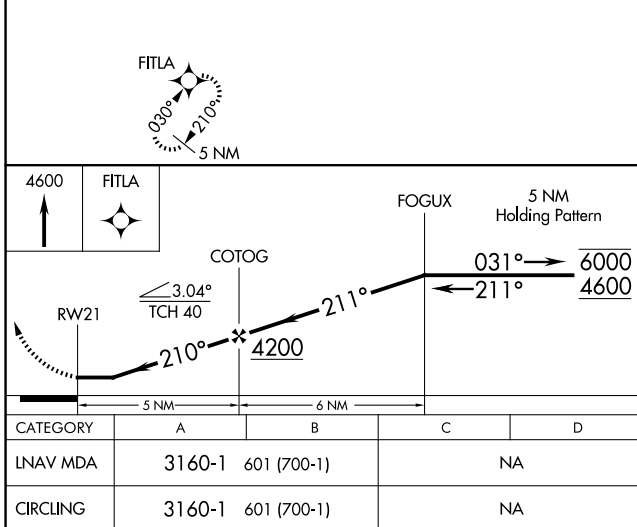 FITLA
030°
210°
5 NM
4600
FITLA
FOGUX
5 NM
Holding Pattern
COTOG
031°
6000
211°
4600
3.04°
TCH 40
211°
RW21
210°
4200
5 NM
6 NM
CATEGORY A B C D
LNAV MDA 3160-1 601 (700-1) NA
CIRCLING 3160-1 601 (700-1) NA